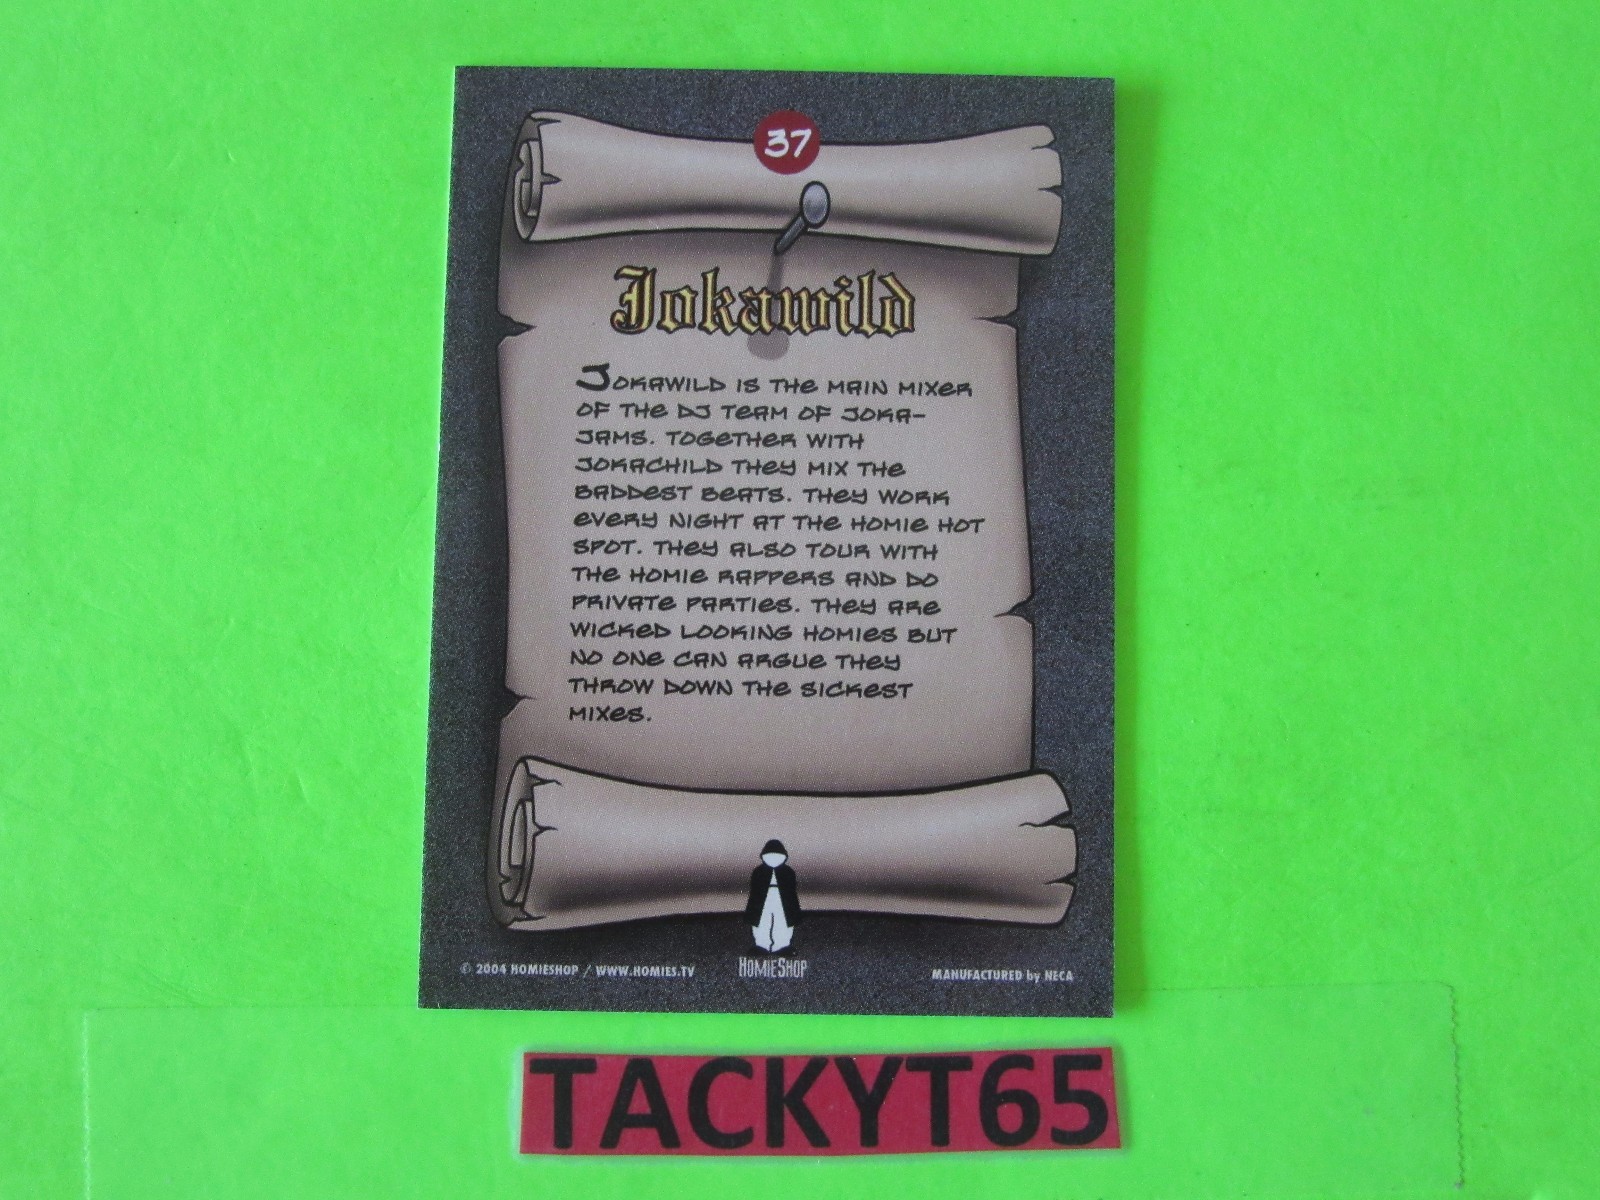 37
Jokawild
Jokawild is the main mixer
of the DJ team of Joka-
Jams. Together with
Jokachild they mix the
baddest beats. They work
every night at the Homie Hot
Spot. They also tour with
the Homie Rappers and do
private parties. They are
wicked looking Homies but
no one can argue they
throw down the sickest
mixes.
© 2004 HOMIESHOP / WWW.HOMIES.TV
HOMIESHOP
MANUFACTURED by NECA
TACKYT65